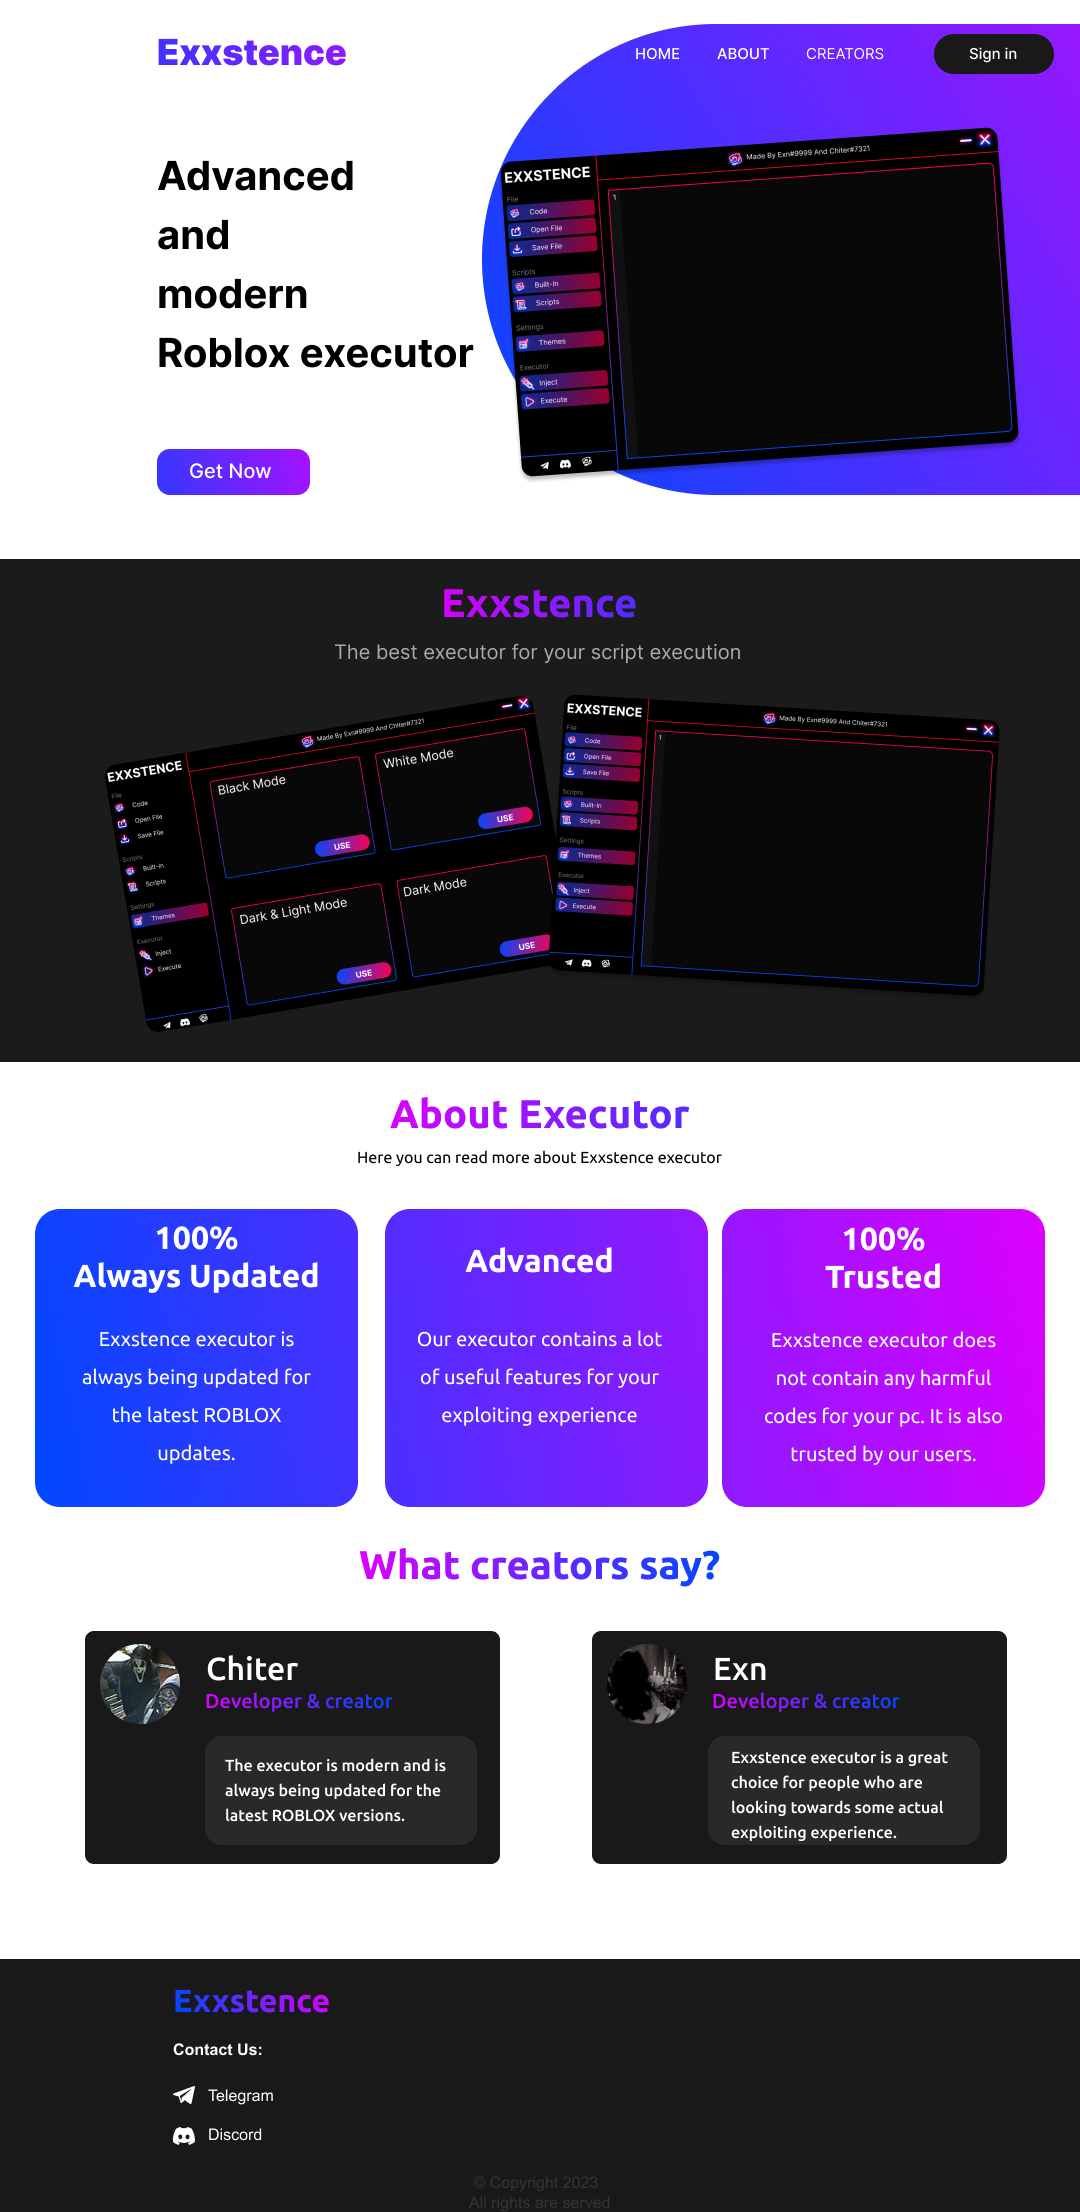 Exxstence
HOME
ABOUT
CREATORS
Sign in
Advanced
and
modern
Roblox executor
Get Now
EXXSTENCE
Made By Exn#9999 And Chiter#7321
File
Code
Open File
Save File
Scripts
Built-In
Scripts
Settings
Themes
Executor
Inject
Execute
1
Exxstence
The best executor for your script execution
EXXSTENCE
Made By Exn#9999 And Chiter#7321
File
Code
Open File
Save File
Scripts
Built-In
Scripts
Settings
Themes
Executor
Inject
Execute
Black Mode
USE
White Mode
USE
Dark & Light Mode
USE
Dark Mode
USE
EXXSTENCE
Made By Exn#9999 And Chiter#7321
File
Code
Open File
Save File
Scripts
Built-In
Scripts
Settings
Themes
Executor
Inject
Execute
1
About Executor
Here you can read more about Exxstence executor
100%
Always Updated
Exxstence executor is
always being updated for
the latest ROBLOX
updates.
Advanced
Our executor contains a lot
of useful features for your
exploiting experience
100%
Trusted
Exxstence executor does
not contain any harmful
codes for your pc. It is also
trusted by our users.
What creators say?
Chiter
Developer & creator
The executor is modern and is
always being updated for the
latest ROBLOX versions.
Exn
Developer & creator
Exxstence executor is a great
choice for people who are
looking towards some actual
exploiting experience.
Exxstence
Contact Us:
Telegram
Discord
© Copyright 2023
All rights are served